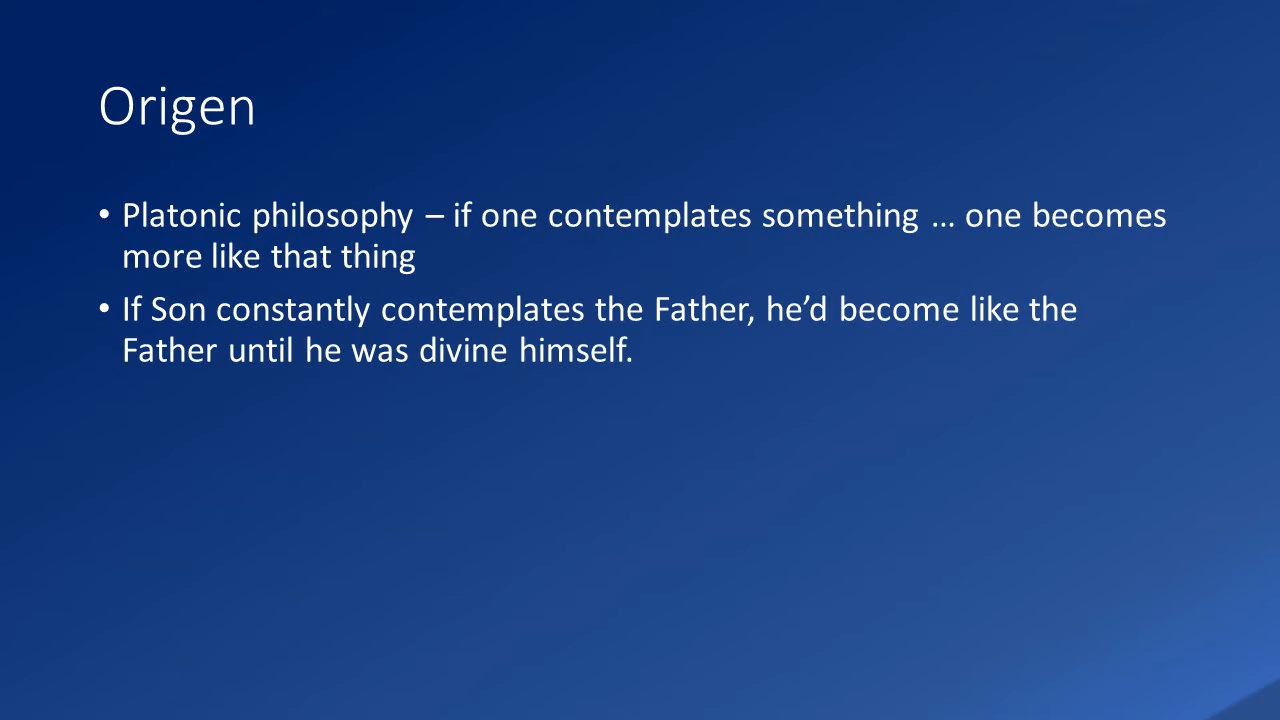 Origen
• Platonic philosophy – if one contemplates something … one becomes
more like that thing
• If Son constantly contemplates the Father, he’d become like the
Father until he was divine himself.